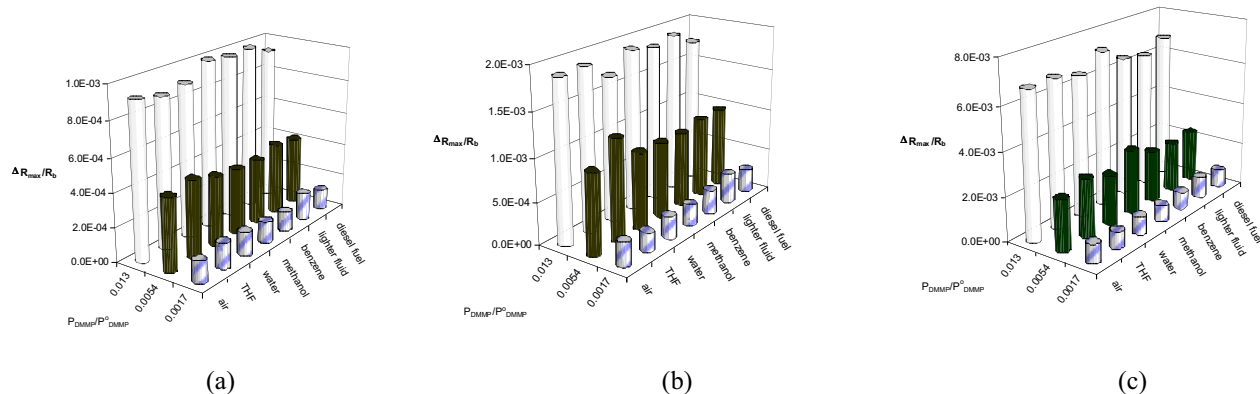 1.0E-03
8.0E-04
6.0E-04
4.0E-04
2.0E-04
0.0E+00
ΔRmax/Rb
0.013
0.0054
0.0017
PDMMP/PoDMMP
air
THF
water
methanol
benzene
lighter fluid
diesel fuel
(a)
2.0E-03
1.5E-03
1.0E-03
5.0E-04
0.0E+00
ΔRmax/Rb
0.013
0.0054
0.0017
PDMMP/PoDMMP
air
THF
water
methanol
benzene
lighter fluid
diesel fuel
(b)
8.0E-03
6.0E-03
4.0E-03
2.0E-03
0.0E+00
ΔRmax/Rb
0.013
0.0054
0.0017
PDMMP/PoDMMP
air
THF
water
methanol
benzene
lighter fluid
diesel fuel
(c)